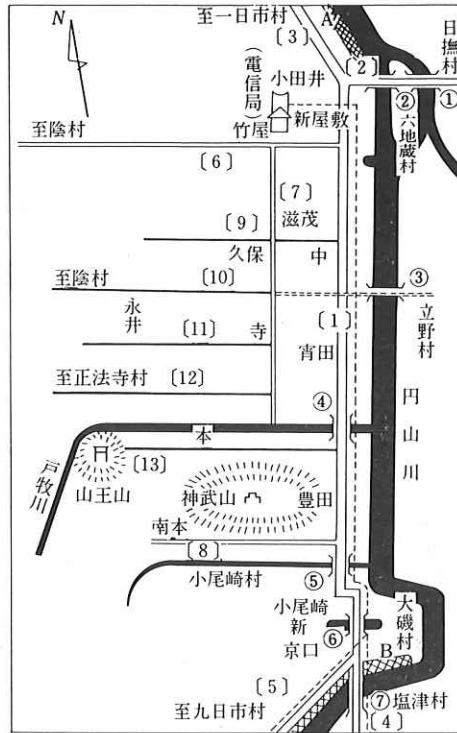 N
至一日市村
A
日撫村
〔3〕
〔2〕
小田井
(電信局)
②
①
新屋敷
六地蔵村
竹屋
至陰村
〔6〕
〔7〕
〔9〕
滋茂
久保
中
③
至陰村
〔10〕
立野村
永井
〔1〕
〔11〕
寺
宵田
至正法寺村
〔12〕
④
円山川
本
戸牧川
〔13〕
山王山
神武山
豊田
南本
〔8〕
小尾崎村
⑤
大磯村
小尾崎新
⑥
京口
B
〔5〕
⑦
塩津村
至九日市村
〔4〕